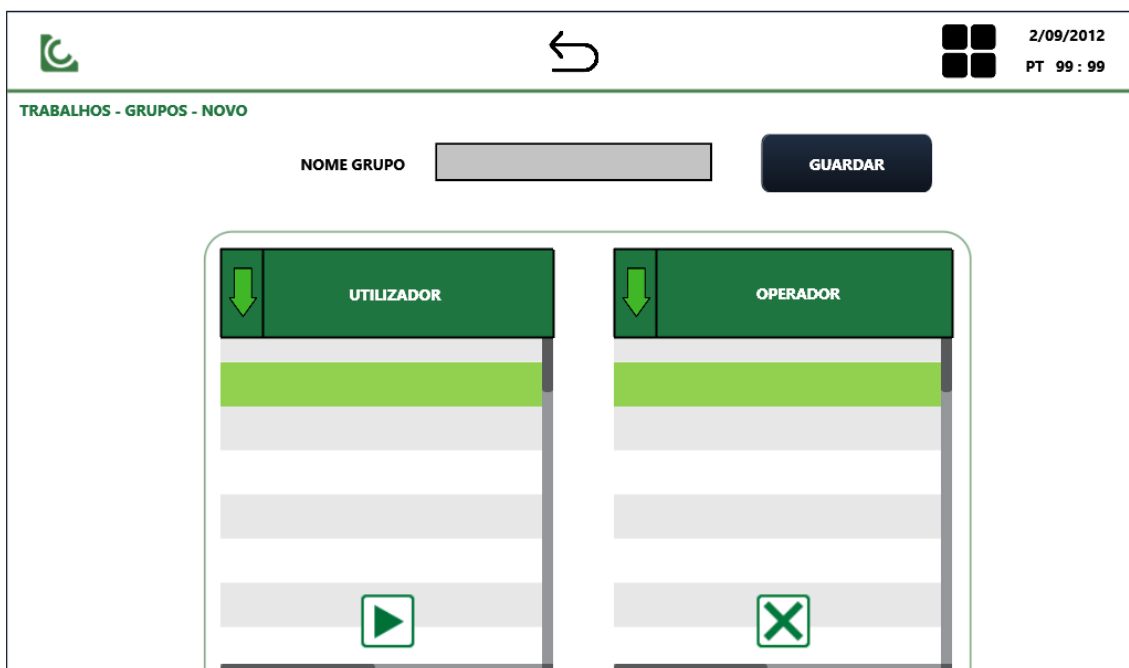 2/09/2012
PT 99 : 99
TRABALHOS - GRUPOS - NOVO
NOME GRUPO
GUARDAR
UTILIZADOR
OPERADOR